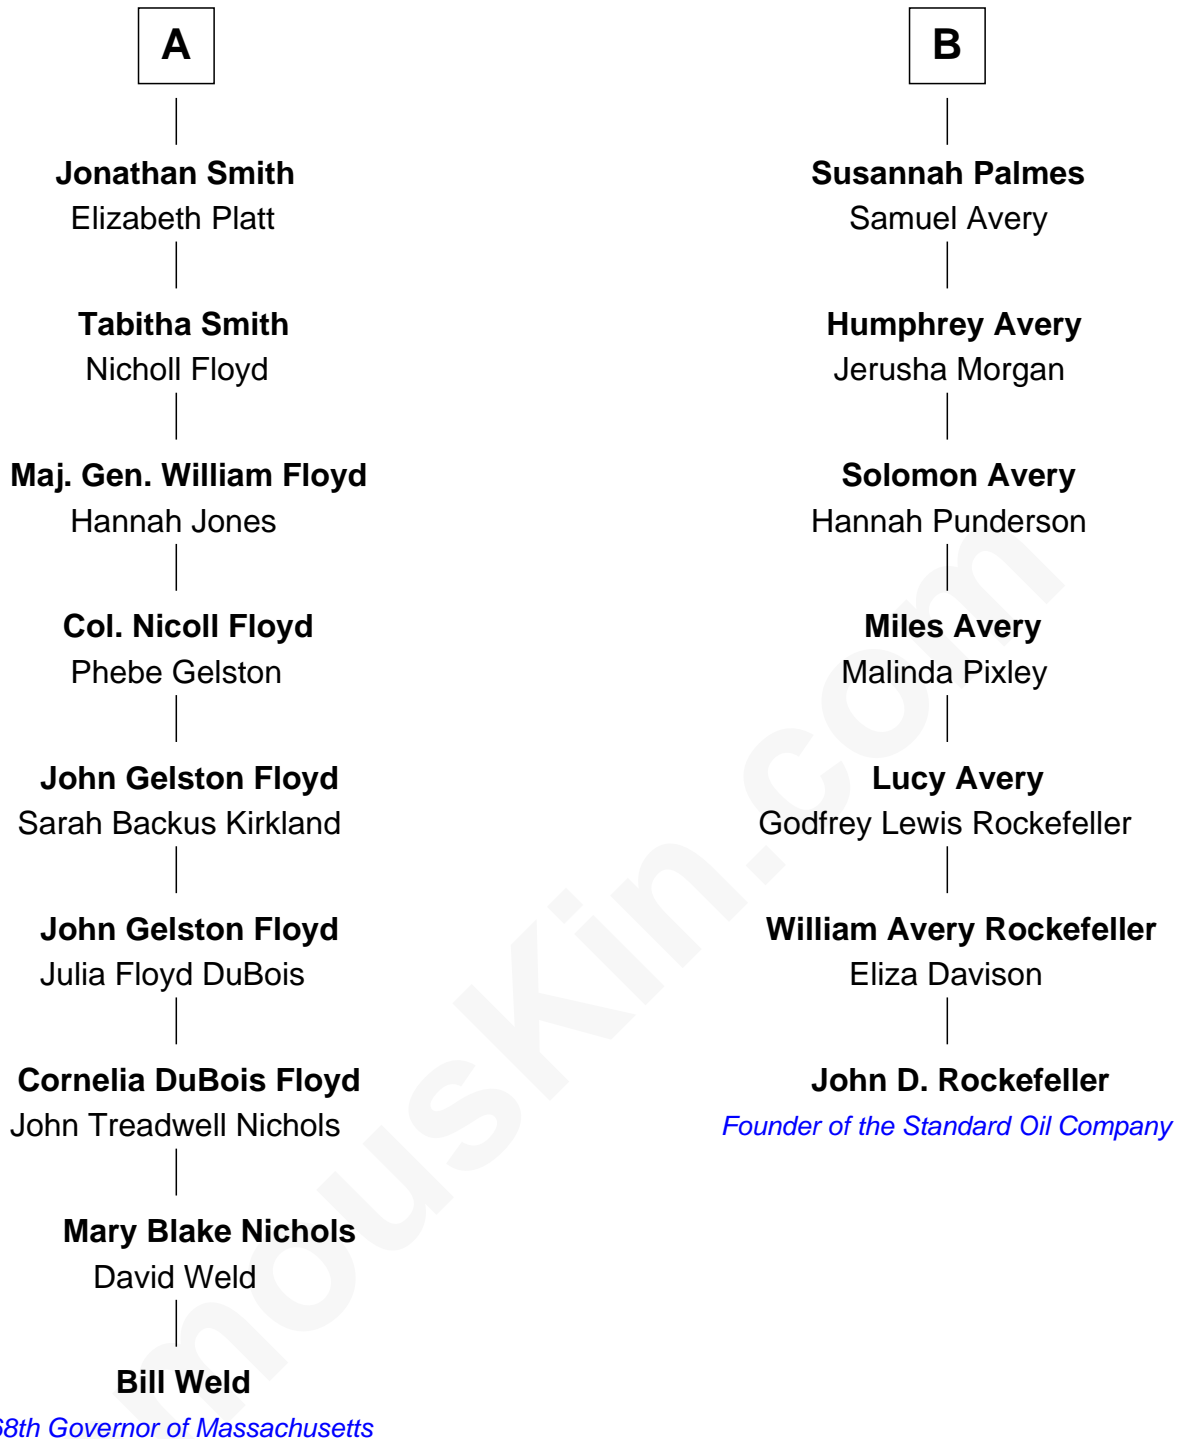 A
Jonathan Smith
Elizabeth Platt
Tabitha Smith
Nicholl Floyd
Maj. Gen. William Floyd
Hannah Jones
Col. Nicoll Floyd
Phebe Gelston
John Gelston Floyd
Sarah Backus Kirkland
John Gelston Floyd
Julia Floyd DuBois
Cornelia DuBois Floyd
John Treadwell Nichols
Mary Blake Nichols
David Weld
Bill Weld
68th Governor of Massachusetts
B
Susannah Palmes
Samuel Avery
Humphrey Avery
Jerusha Morgan
Solomon Avery
Hannah Punderson
Miles Avery
Malinda Pixley
Lucy Avery
Godfrey Lewis Rockefeller
William Avery Rockefeller
Eliza Davison
John D. Rockefeller
Founder of the Standard Oil Company
mousKin.com